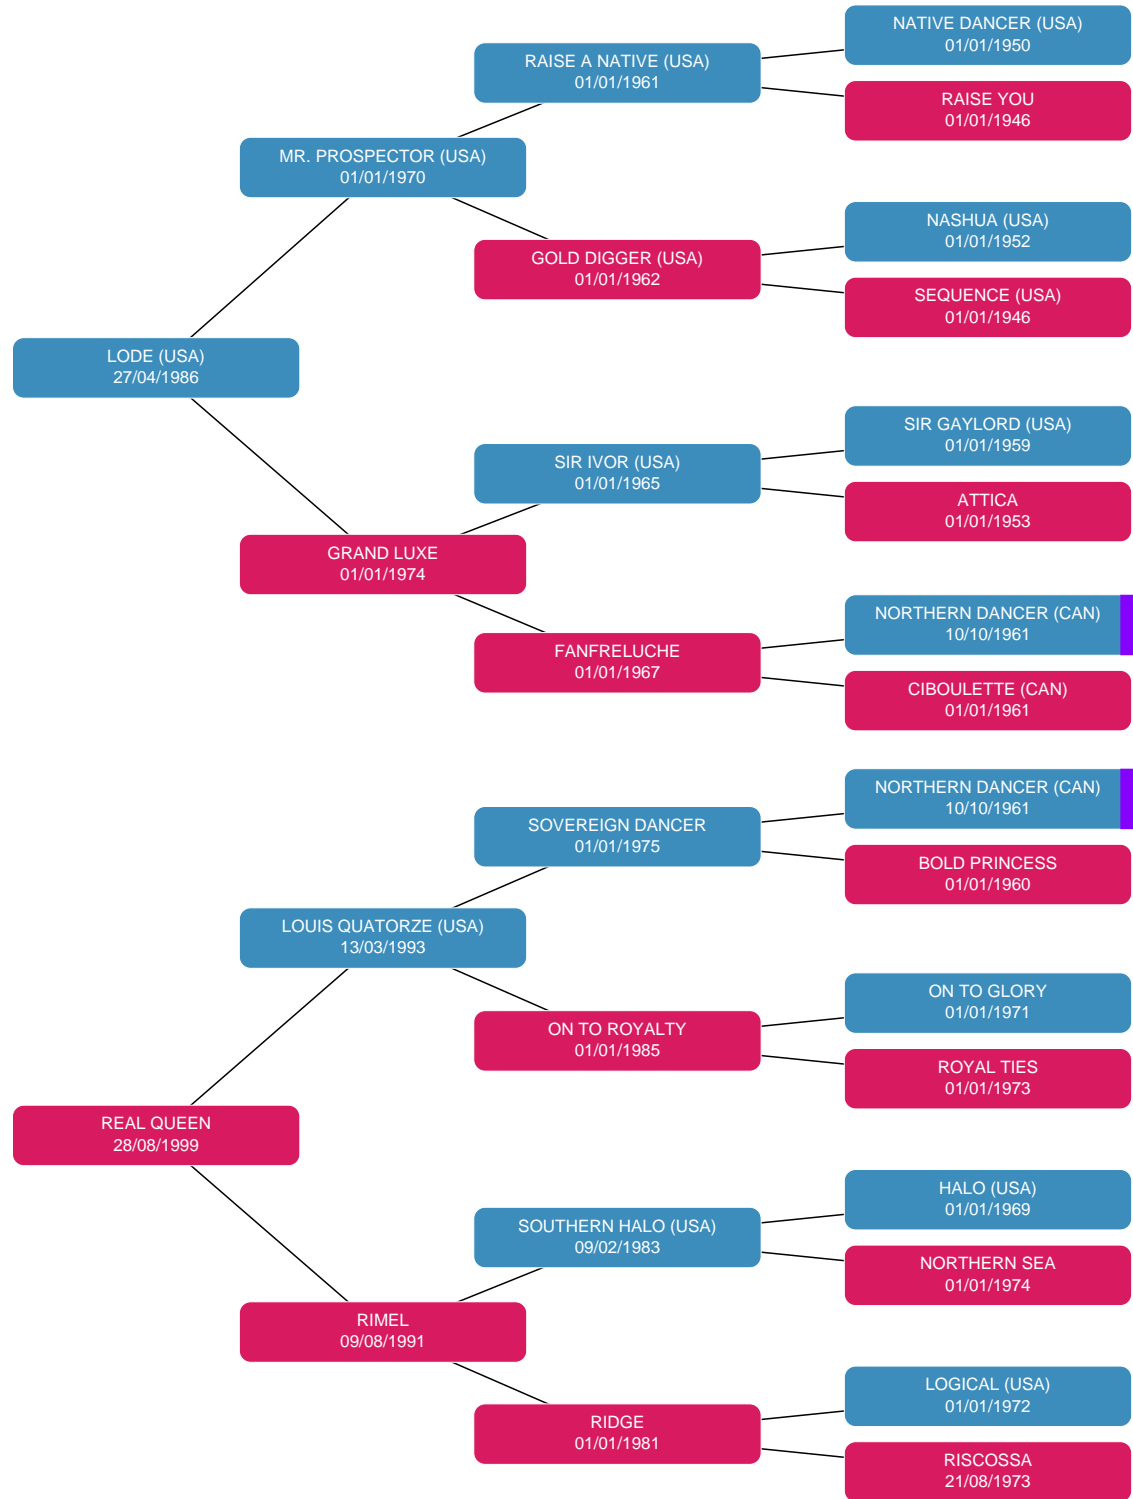 NATIVE DANCER (USA)
01/01/1950
RAISE A NATIVE (USA)
01/01/1961
RAISE YOU
01/01/1946
MR. PROSPECTOR (USA)
01/01/1970
NASHUA (USA)
01/01/1952
GOLD DIGGER (USA)
01/01/1962
SEQUENCE (USA)
01/01/1946
LODE (USA)
27/04/1986
SIR GAYLORD (USA)
01/01/1959
SIR IVOR (USA)
01/01/1965
ATTICA
01/01/1953
GRAND LUXE
01/01/1974
NORTHERN DANCER (CAN)
10/10/1961
FANFRELUCHE
01/01/1967
CIBOULETTE (CAN)
01/01/1961
NORTHERN DANCER (CAN)
10/10/1961
SOVEREIGN DANCER
01/01/1975
BOLD PRINCESS
01/01/1960
LOUIS QUATORZE (USA)
13/03/1993
ON TO GLORY
01/01/1971
ON TO ROYALTY
01/01/1985
ROYAL TIES
01/01/1973
REAL QUEEN
28/08/1999
HALO (USA)
01/01/1969
SOUTHERN HALO (USA)
09/02/1983
NORTHERN SEA
01/01/1974
RIMEL
09/08/1991
LOGICAL (USA)
01/01/1972
RIDGE
01/01/1981
RISCOSSA
21/08/1973